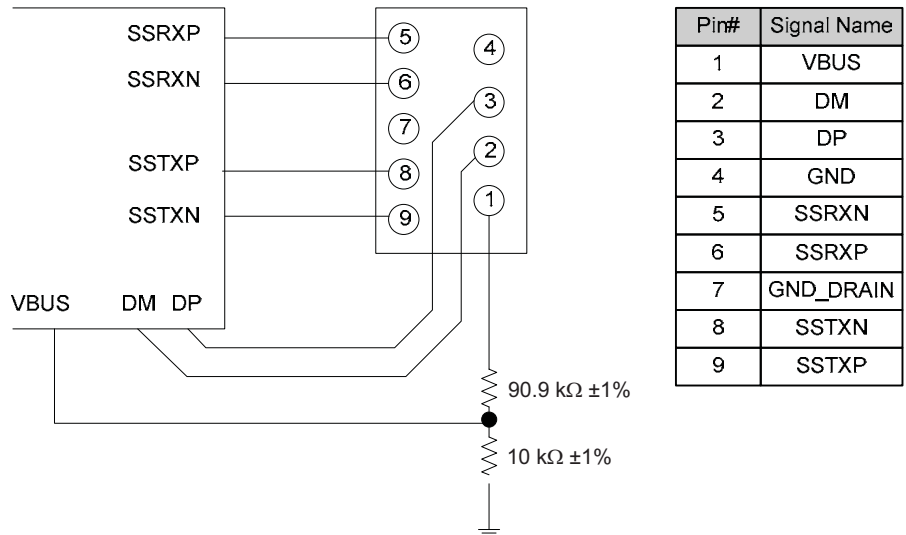 SSRXP
SSRXN
SSTXP
SSTXN
VBUS DM DP
5
6
7
8
9
4
3
2
1
90.9 kΩ ±1%
10 kΩ ±1%
Pin# Signal Name
1 VBUS
2 DM
3 DP
4 GND
5 SSRXN
6 SSRXP
7 GND_DRAIN
8 SSTXN
9 SSTXP